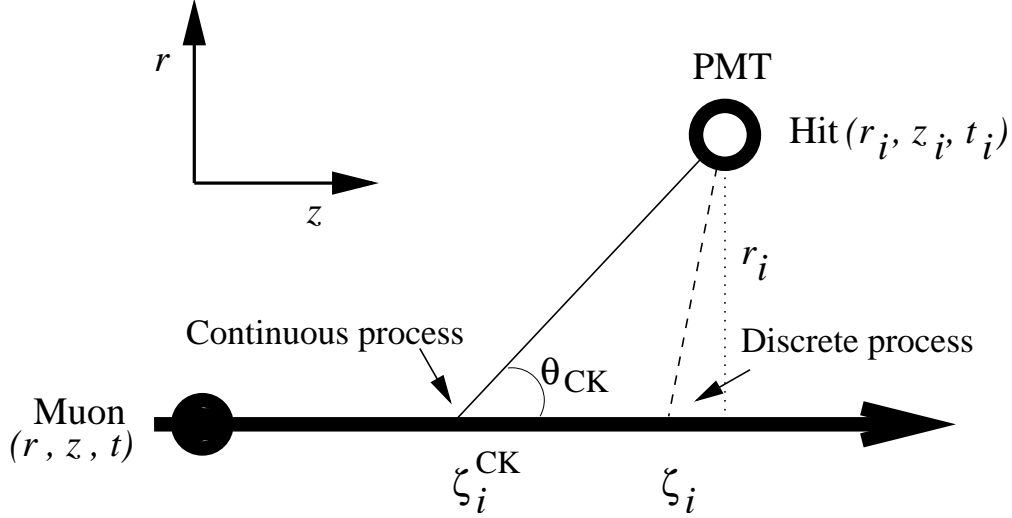 r
z
PMT
Hit (r_i, z_i, t_i)
r_i
Continuous process
Discrete process
θ_CK
Muon
(r, z, t)
ζ_i^CK
ζ_i